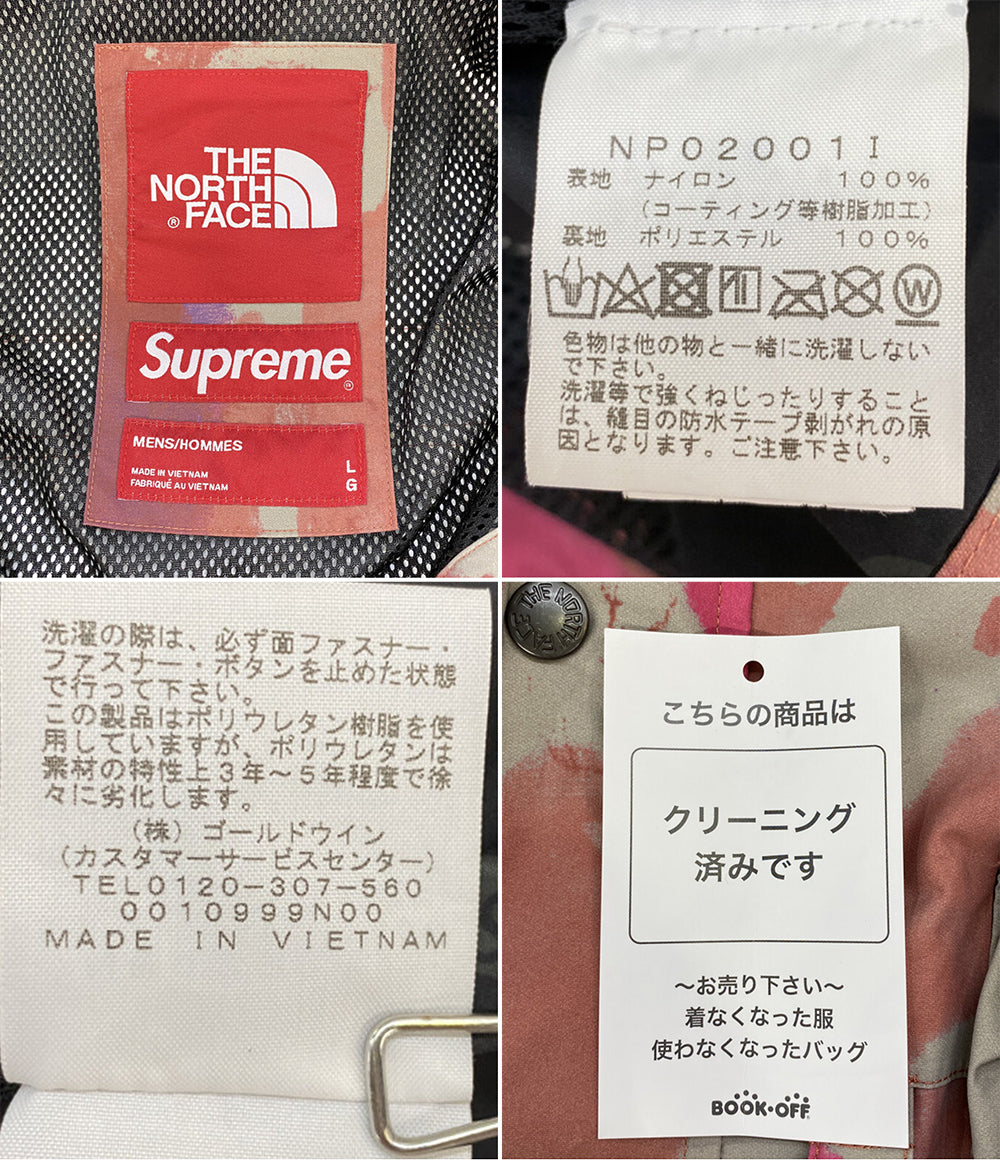 THE
NORTH
FACE
®
Supreme
®
MENS/HOMMES
MADE IN VIETNAM
FABRIQUÉ AU VIETNAM
L
G
NP02001I
表地 ナイロン 100%
(コーティング等樹脂加工)
裏地 ポリエステル 100%
W
色物は他の物と一緒に洗濯しない
で下さい。
洗濯等で強くねじったりすること
は、縫目の防水テープ剥がれの原
因となります。ご注意下さい。
洗濯の際は、必ず面ファスナー・
ファスナー・ボタンを止めた状態
で行って下さい。
この製品はポリウレタン樹脂を使
用していますが、ポリウレタンは
素材の特性上3年~5年程度で徐
々に劣化します。
(株)ゴールドウイン
(カスタマーサービスセンター)
TEL0120-307-560
0010999N00
MADE IN VIETNAM
THE NORTH FACE
こちらの商品は
クリーニング
済みです
~お売り下さい~
着なくなった服
使わなくなったバッグ
BOOK・OFF